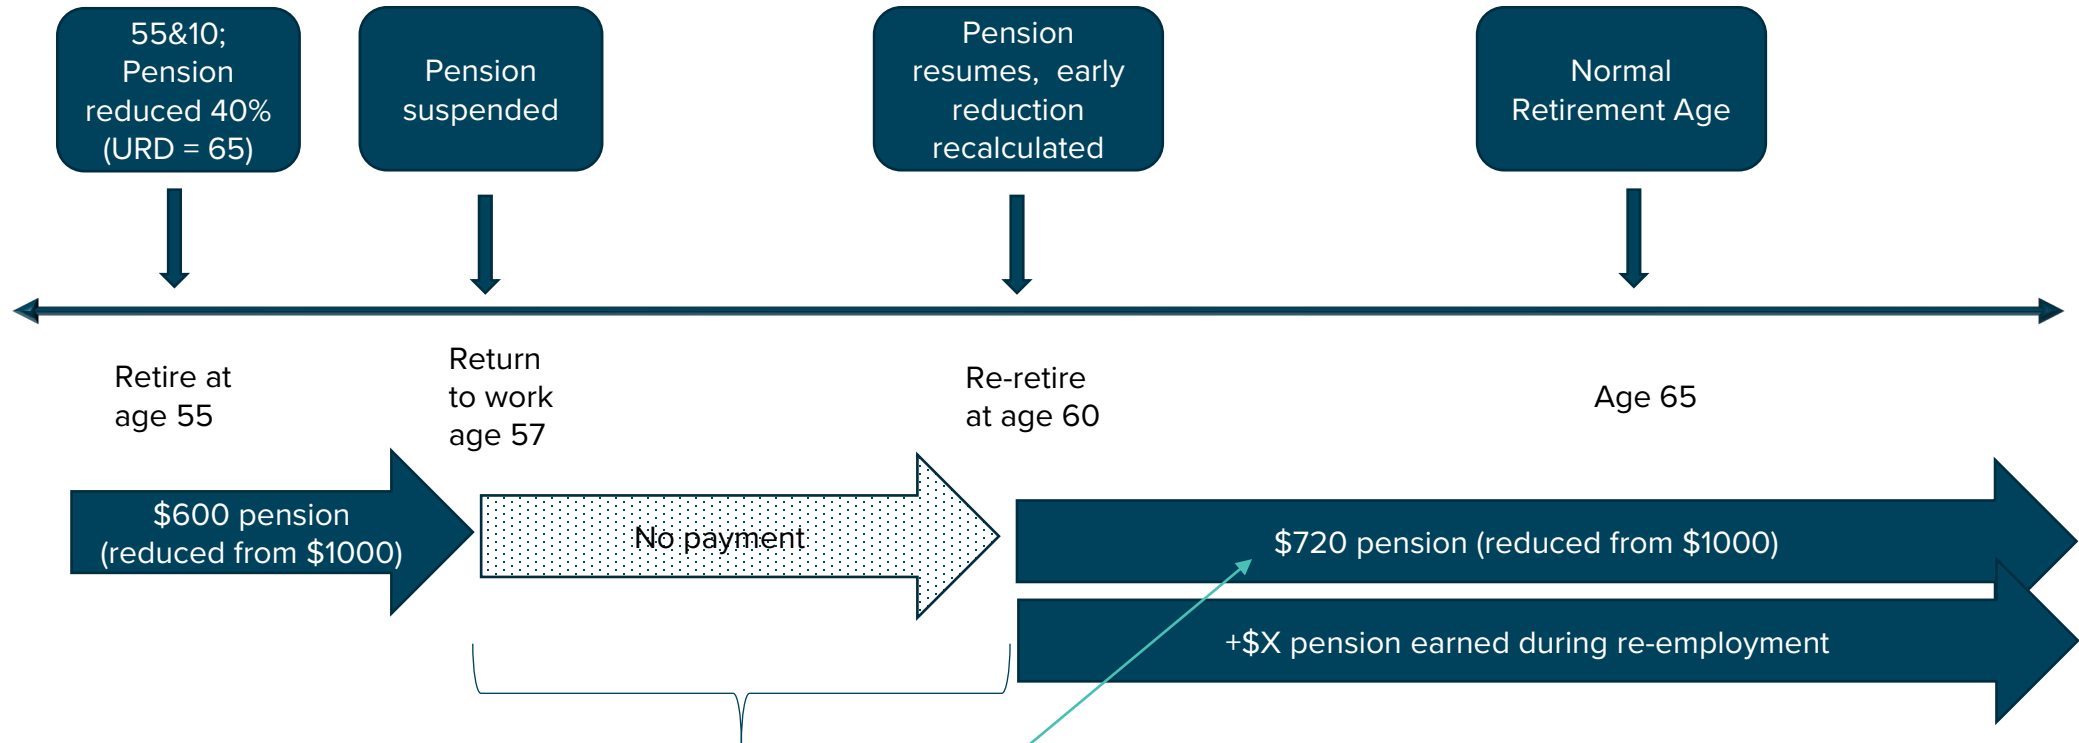 55&10;
Pension
reduced 40%
(URD = 65)
Pension
suspended
Pension
resumes, early
reduction
recalculated
Normal
Retirement Age
Retire at
age 55
Return
to work
age 57
Re-retire
at age 60
Age 65
$600 pension
(reduced from $1000)
No payment
$720 pension (reduced from $1000)
+$X pension earned during re-employment